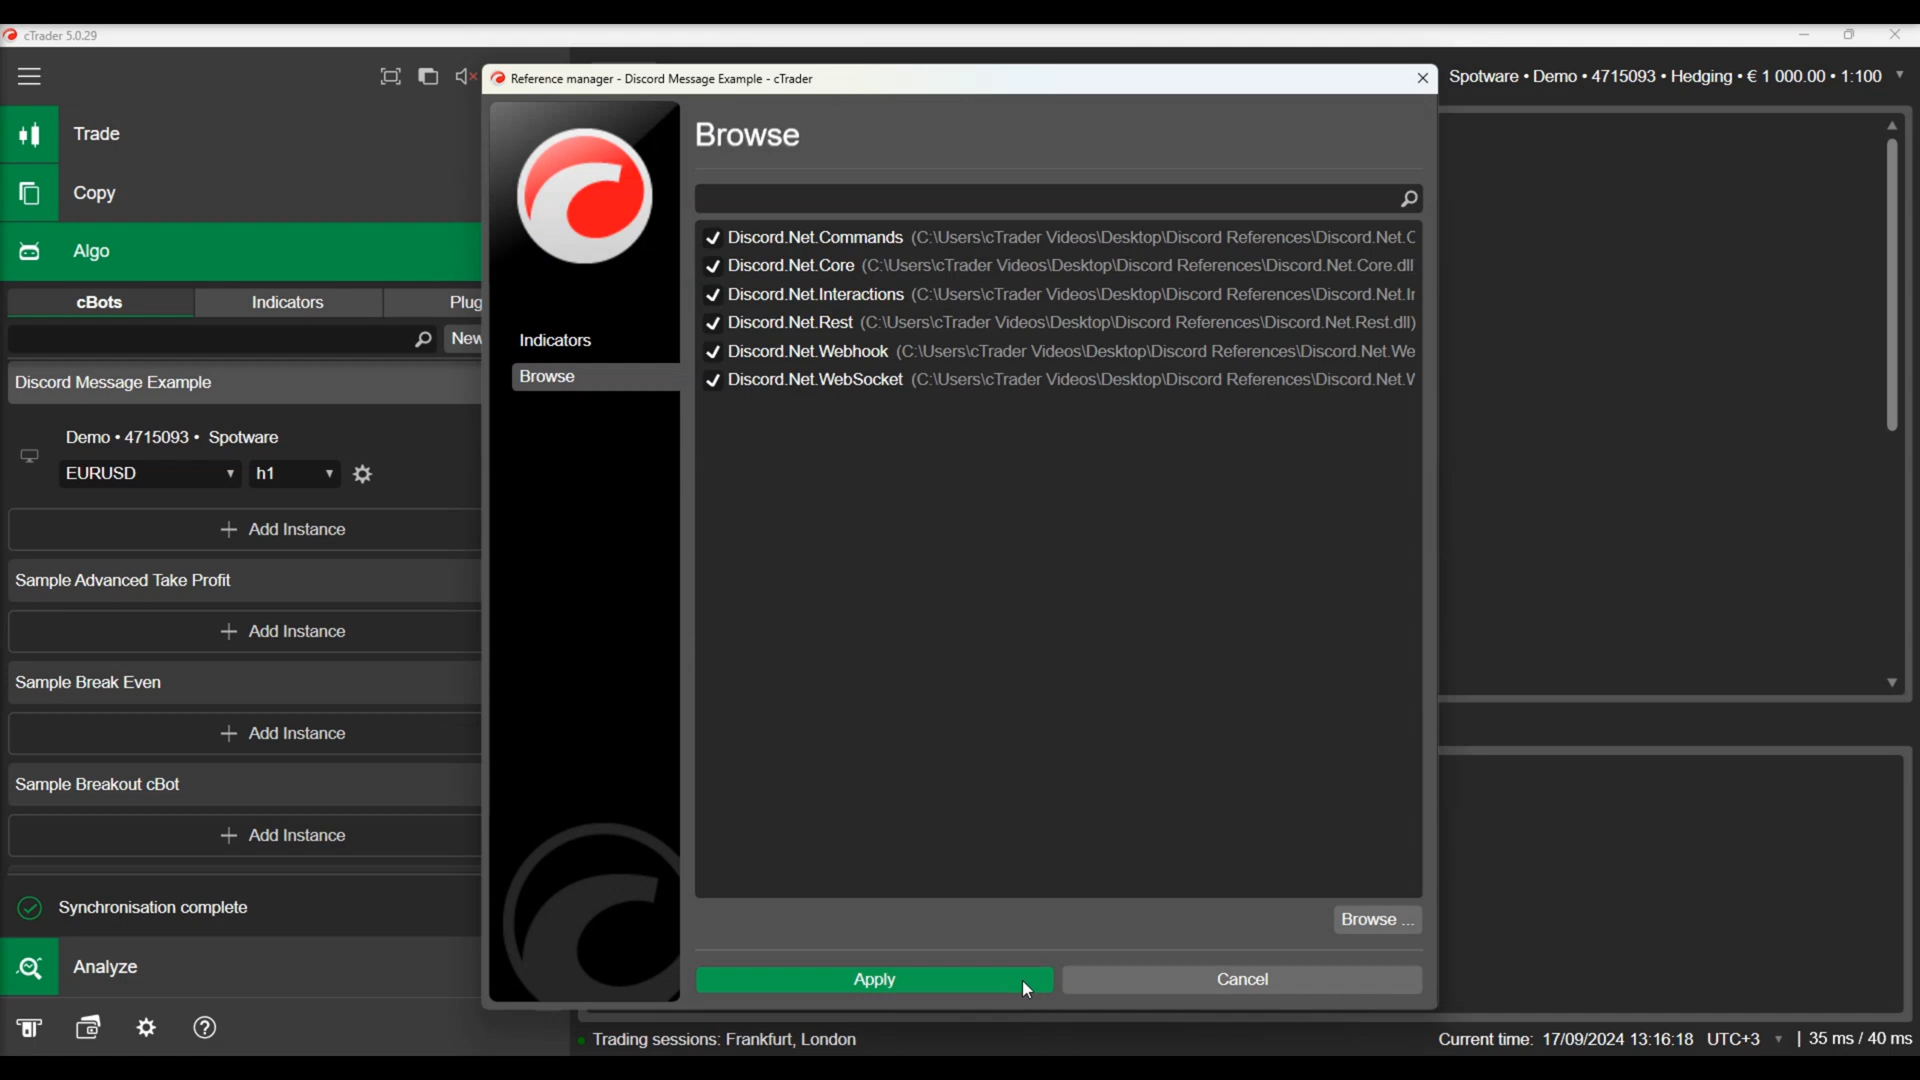 cTrader 5.0.29
Reference manager - Discord Message Example - cTrader
Spotware • Demo • 4715093 • Hedging • € 1 000.00 • 1:100
Trade
Copy
Algo
cBots
Indicators
Plug
New
Discord Message Example
Demo • 4715093 • Spotware
EURUSD
h1
Add Instance
Sample Advanced Take Profit
Add Instance
Sample Break Even
Add Instance
Sample Breakout cBot
Add Instance
Synchronisation complete
Analyze
Indicators
Browse
Browse
Discord.Net.Commands (C:\Users\cTrader Videos\Desktop\Discord References\Discord.Net.C
Discord.Net.Core (C:\Users\cTrader Videos\Desktop\Discord References\Discord.Net.Core.dll
Discord.Net.Interactions (C:\Users\cTrader Videos\Desktop\Discord References\Discord.Net.Ir
Discord.Net.Rest (C:\Users\cTrader Videos\Desktop\Discord References\Discord.Net.Rest.dll)
Discord.Net.Webhook (C:\Users\cTrader Videos\Desktop\Discord References\Discord.Net.We
Discord.Net.WebSocket (C:\Users\cTrader Videos\Desktop\Discord References\Discord.Net.V
Browse ...
Apply
Cancel
Trading sessions: Frankfurt, London
Current time: 17/09/2024 13:16:18 UTC+3 | 35 ms / 40 ms